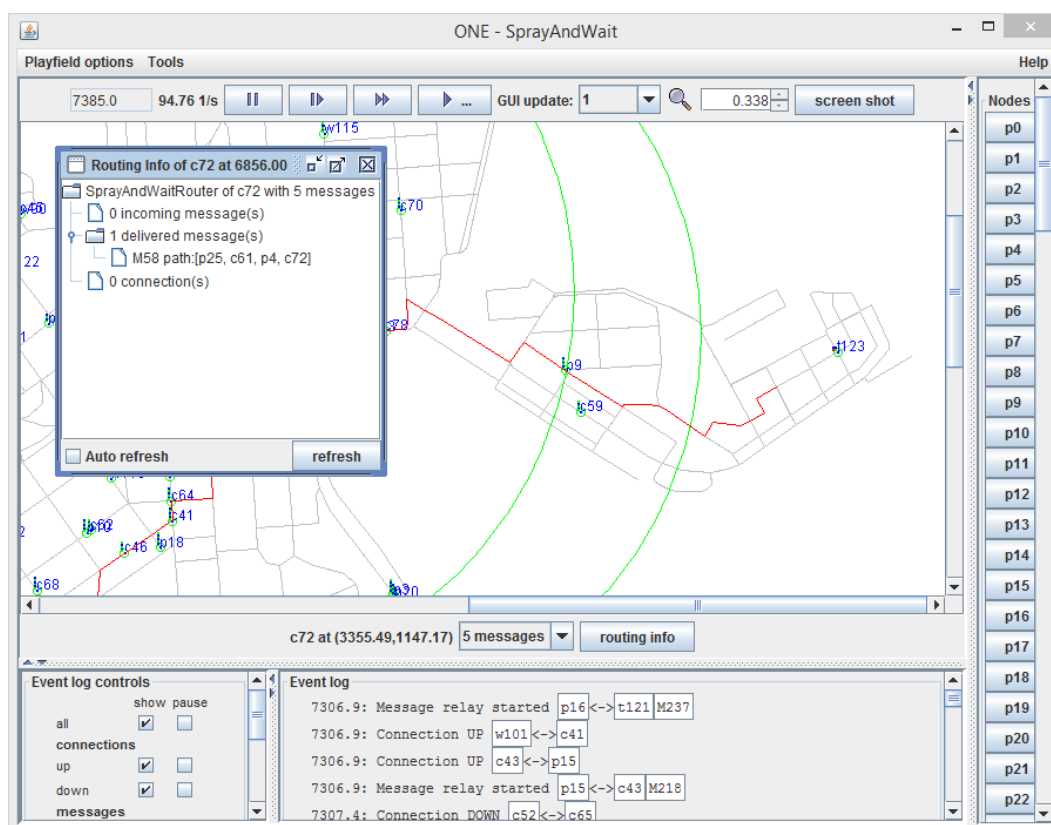 ONE - SprayAndWait
Playfield options Tools Help
7385.0 94.76 1/s ... GUI update: 1 0.338 screen shot
Nodes
p0
p1
p2
p3
p4
p5
p6
p7
p8
p9
p10
p11
p12
p13
p14
p15
p16
p17
p18
p19
p20
p21
p22
w115
Routing Info of c72 at 6856.00
SprayAndWaitRouter of c72 with 5 messages
0 incoming message(s)
1 delivered message(s)
M58 path:[p25, c61, p4, c72]
0 connection(s)
Auto refresh refresh
c70
22
c78
t123
p9
c59
c64
c41
c46 p18
c68
c72 at (3355.49,1147.17) 5 messages routing info
Event log controls
show pause
all
connections
up
down
messages
Event log
7306.9: Message relay started p16<->t121 M237
7306.9: Connection UP w101<->c41
7306.9: Connection UP c43<->p15
7306.9: Message relay started p15<->c43 M218
7307.4: Connection DOWN c52<->c65